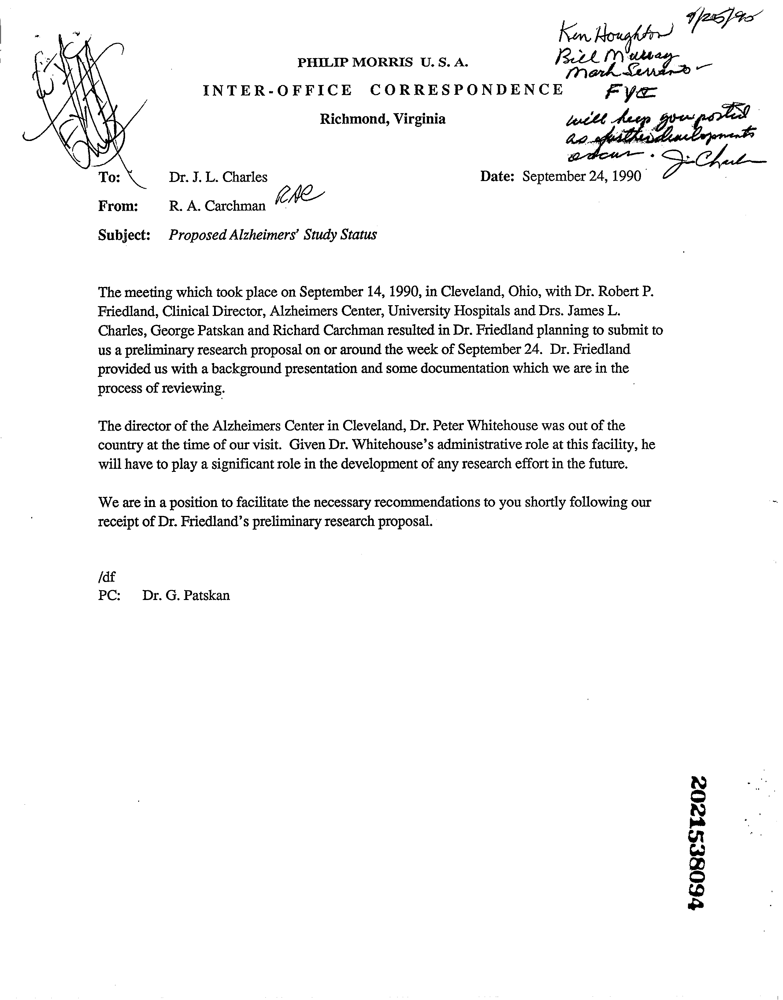 9/25/90
Ken Houghton
Bill Murray
Mark Serrano
FYI
will keep you posted
as further developments
occur. Jim Charles
PHILIP MORRIS U. S. A.
INTER-OFFICE CORRESPONDENCE
Richmond, Virginia
To: Dr. J. L. Charles Date: September 24, 1990
From: R. A. Carchman RAC
Subject: Proposed Alzheimers' Study Status
The meeting which took place on September 14, 1990, in Cleveland, Ohio, with Dr. Robert P.
Friedland, Clinical Director, Alzheimers Center, University Hospitals and Drs. James L.
Charles, George Patskan and Richard Carchman resulted in Dr. Friedland planning to submit to
us a preliminary research proposal on or around the week of September 24. Dr. Friedland
provided us with a background presentation and some documentation which we are in the
process of reviewing.
The director of the Alzheimers Center in Cleveland, Dr. Peter Whitehouse was out of the
country at the time of our visit. Given Dr. Whitehouse's administrative role at this facility, he
will have to play a significant role in the development of any research effort in the future.
We are in a position to facilitate the necessary recommendations to you shortly following our
receipt of Dr. Friedland's preliminary research proposal.
/df
PC: Dr. G. Patskan
2021538094